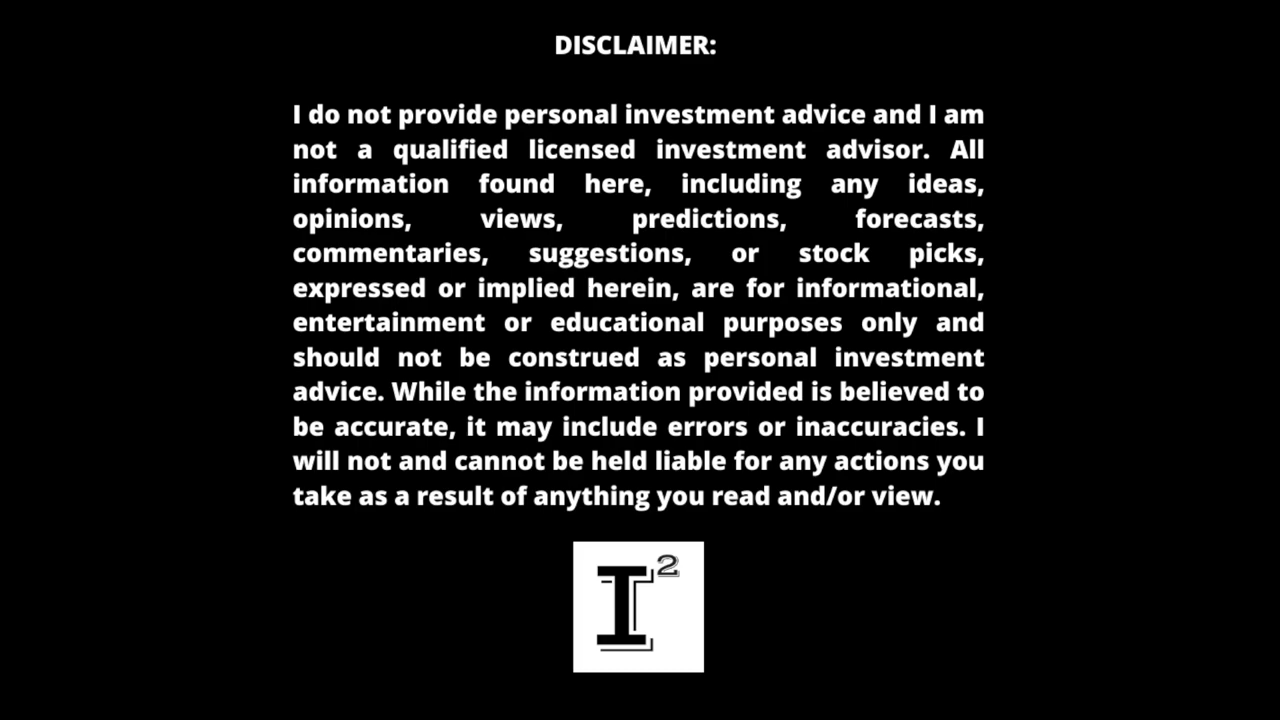 DISCLAIMER:
I do not provide personal investment advice and I am
not a qualified licensed investment advisor. All
information found here, including any ideas,
opinions, views, predictions, forecasts,
commentaries, suggestions, or stock picks,
expressed or implied herein, are for informational,
entertainment or educational purposes only and
should not be construed as personal investment
advice. While the information provided is believed to
be accurate, it may include errors or inaccuracies. I
will not and cannot be held liable for any actions you
take as a result of anything you read and/or view.
I²